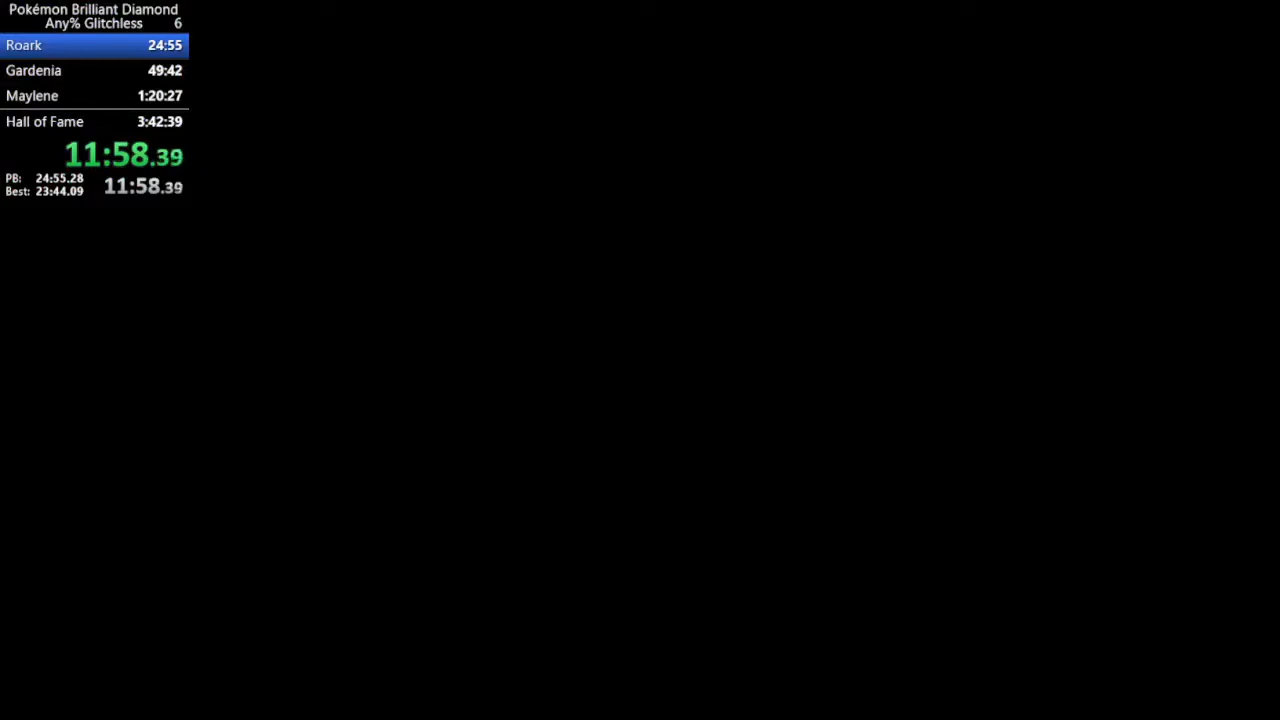 Pokémon Brilliant Diamond
Any% Glitchless 6
Roark 24:55
Gardenia 49:42
Maylene 1:20:27
Hall of Fame 3:42:39
11:58.39
PB: 24:55.28
Best: 23:44.09 11:58.39